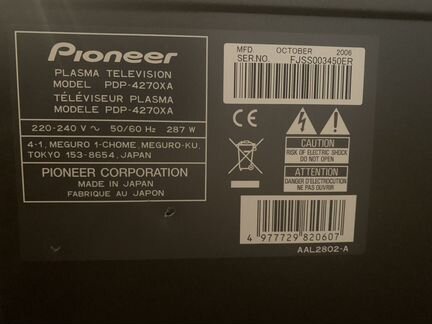 Pioneer
PLASMA TELEVISION
MODEL PDP-4270XA
TÉLÉVISEUR PLASMA
MODELE PDP-4270XA
220-240 V ~ 50/60 Hz 287 W
4-1, MEGURO 1-CHOME, MEGURO-KU,
TOKYO 153-8654, JAPAN
PIONEER CORPORATION
MADE IN JAPAN
FABRIQUE AU JAPON
MFD. OCTOBER 2006
SER.NO. FJSS003450ER
CE
CAUTION
RISK OF ELECTRIC SHOCK
DO NOT OPEN
ATTENTION
DANGER D'ELECTROCUTION
NE PAS OUVRIR
4 977729 820607
AAL2802-A